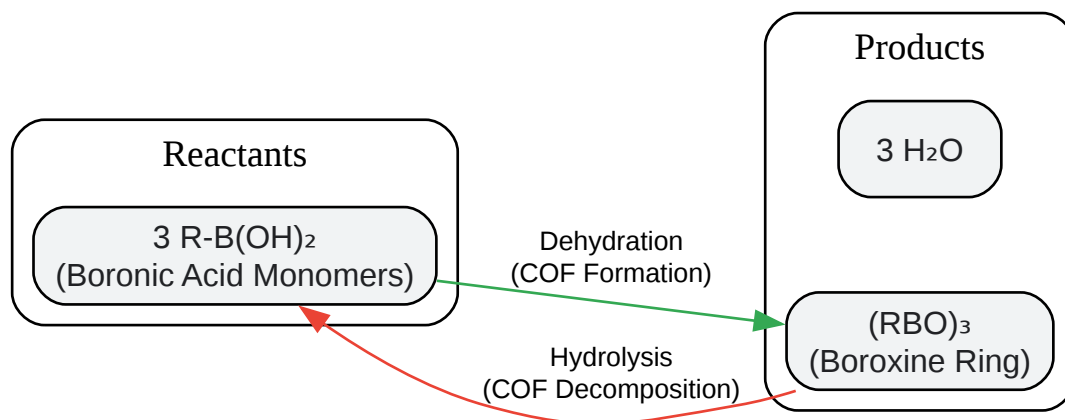 Products
3 H₂O
Reactants
3 R-B(OH)₂
(Boronic Acid Monomers)
Dehydration
(COF Formation)
(RBO)₃
(Boroxine Ring)
Hydrolysis
(COF Decomposition)